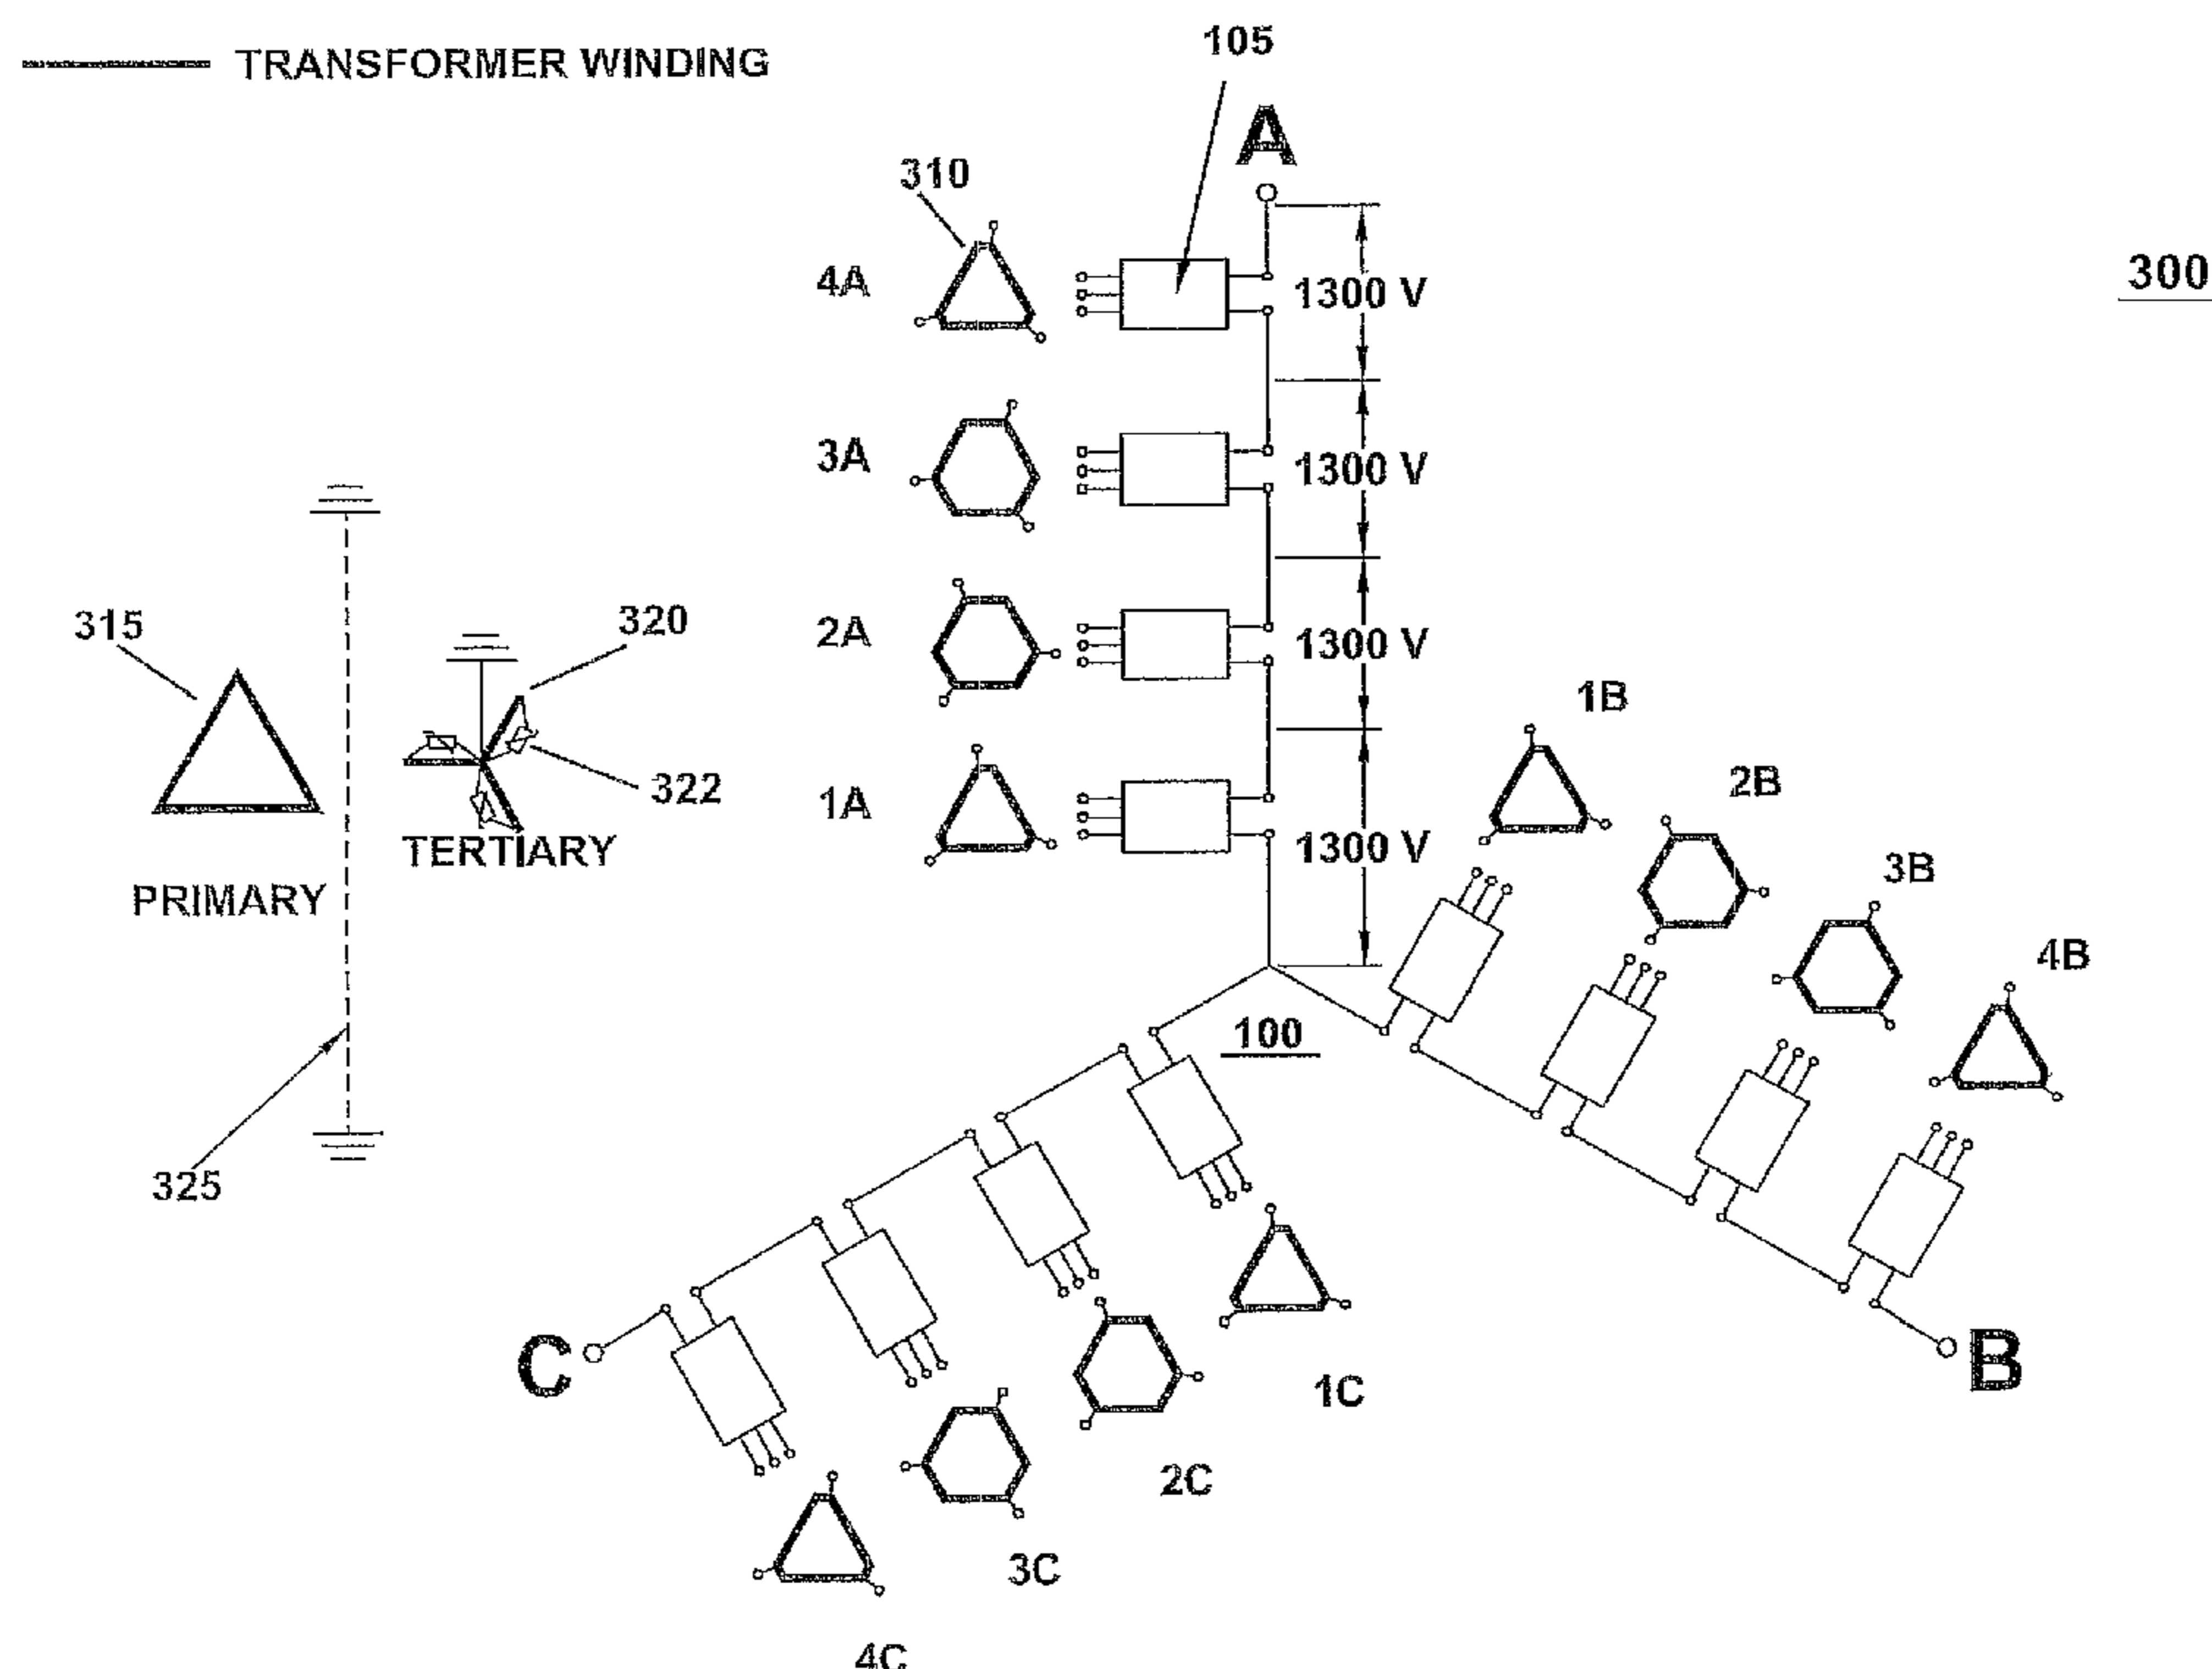 TRANSFORMER WINDING
105
A
310
4A
1300 V
300
3A
1300 V
315
320
2A
1300 V
1B
322
2B
1A
1300 V
TERTIARY
3B
PRIMARY
4B
100
325
C
B
1C
2C
3C
4C